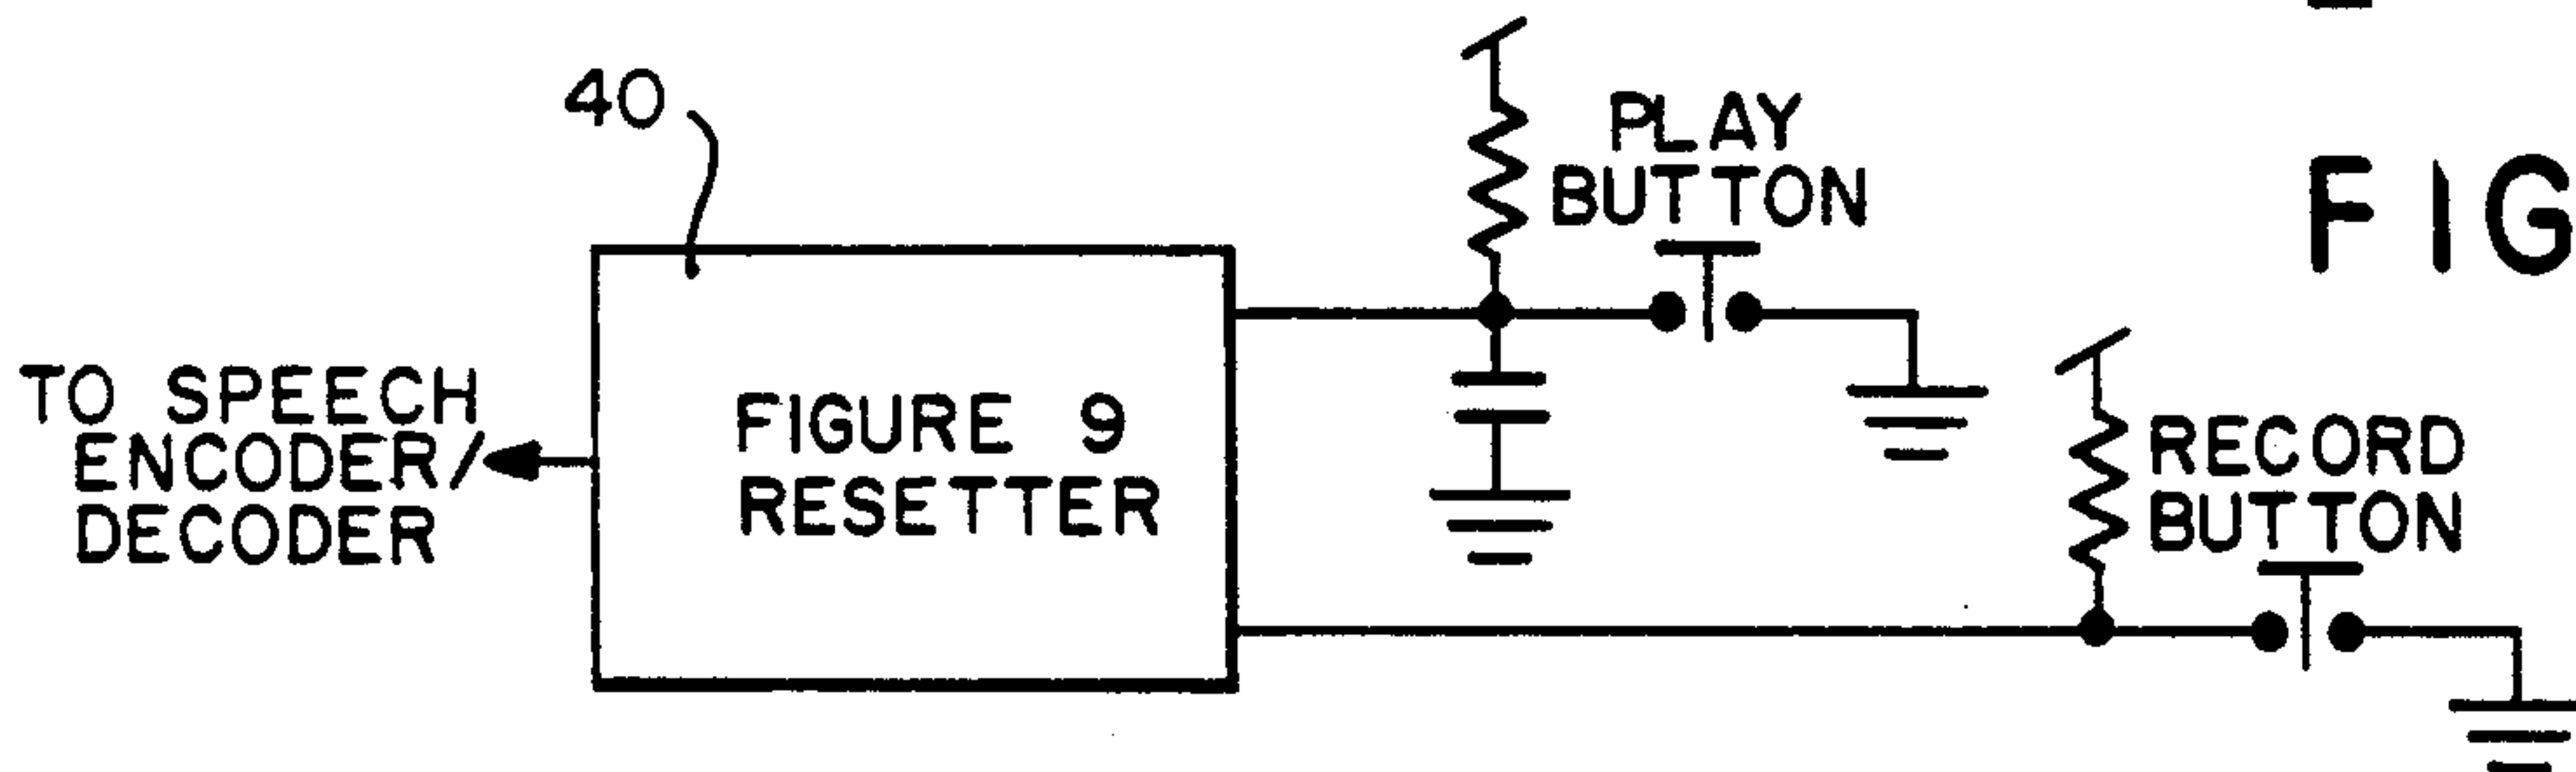 40
PLAY
BUTTON
FIG
TO SPEECH
ENCODER/
DECODER
FIGURE 9
RESETTER
RECORD
BUTTON